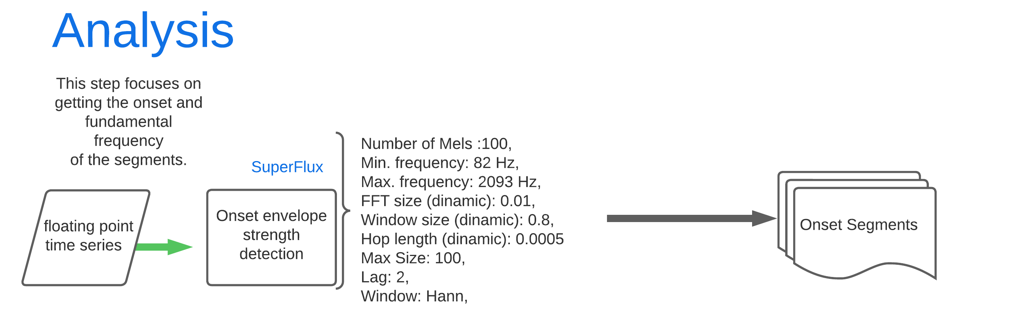 Analysis
This step focuses on
getting the onset and
fundamental
frequency
of the segments.
floating point
time series
SuperFlux
Onset envelope
strength
detection
Number of Mels :100,
Min. frequency: 82 Hz,
Max. frequency: 2093 Hz,
FFT size (dinamic): 0.01,
Window size (dinamic): 0.8,
Hop length (dinamic): 0.0005
Max Size: 100,
Lag: 2,
Window: Hann,
Onset Segments